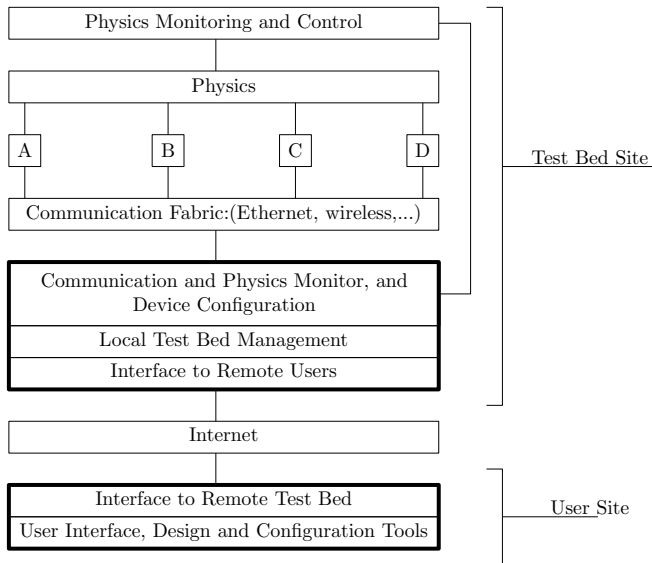 Physics Monitoring and Control
Physics
A B C D
Test Bed Site
Communication Fabric:(Ethernet, wireless,...)
Communication and Physics Monitor, and
Device Configuration
Local Test Bed Management
Interface to Remote Users
Internet
Interface to Remote Test Bed
User Site
User Interface, Design and Configuration Tools